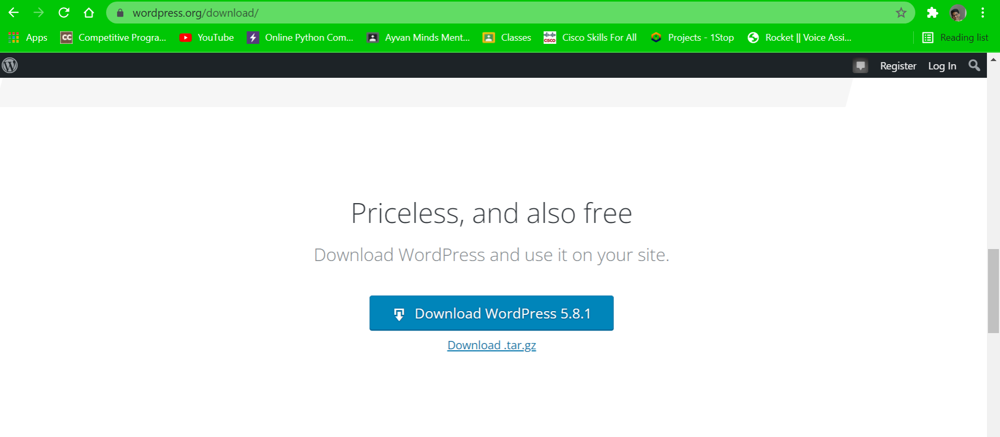 wordpress.org/download/
Apps CC Competitive Progra... YouTube Online Python Com... Ayvan Minds Ment... Classes CISCO Cisco Skills For All Projects - 1Stop Rocket || Voice Assi... Reading list
W Register Log In
Priceless, and also free
Download WordPress and use it on your site.
Download WordPress 5.8.1
Download .tar.gz